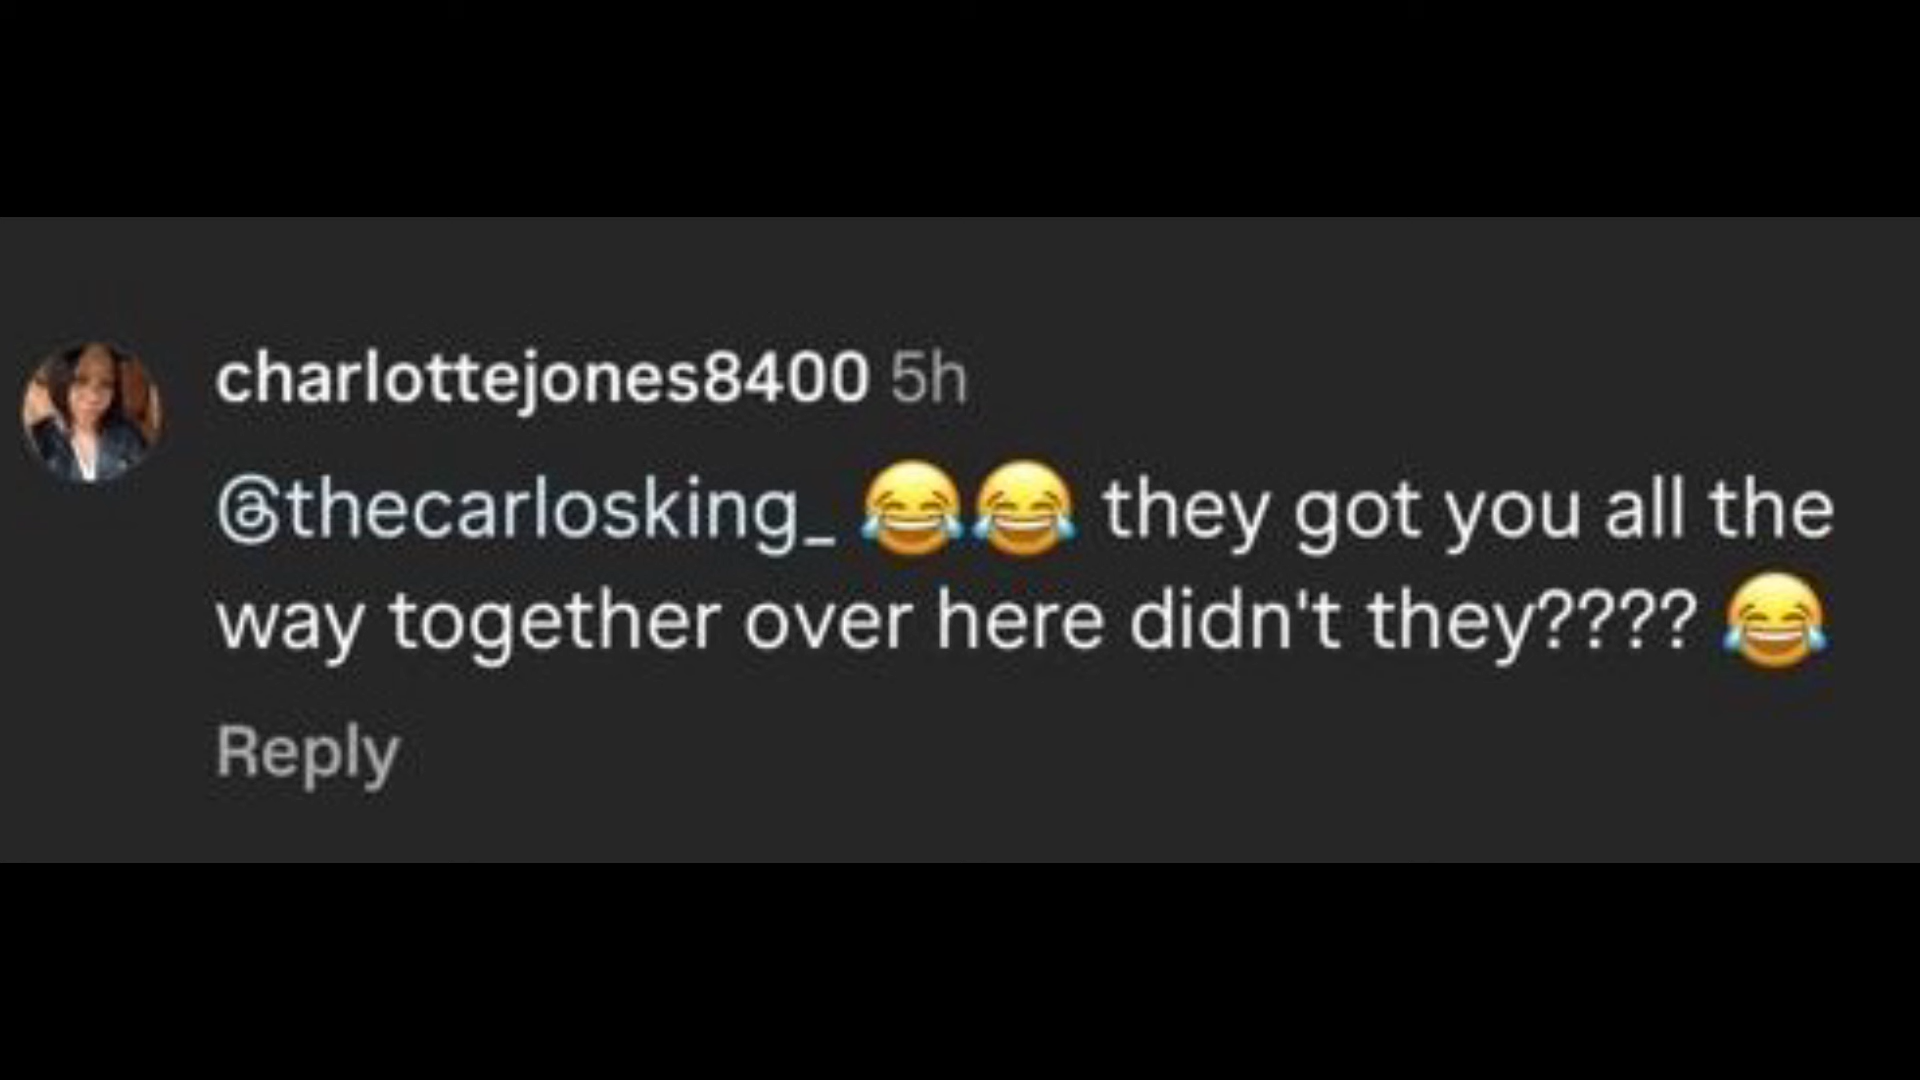 charlottejones8400 5h
@thecarlosking_ 😂😂 they got you all the
way together over here didn't they???? 😂
Reply